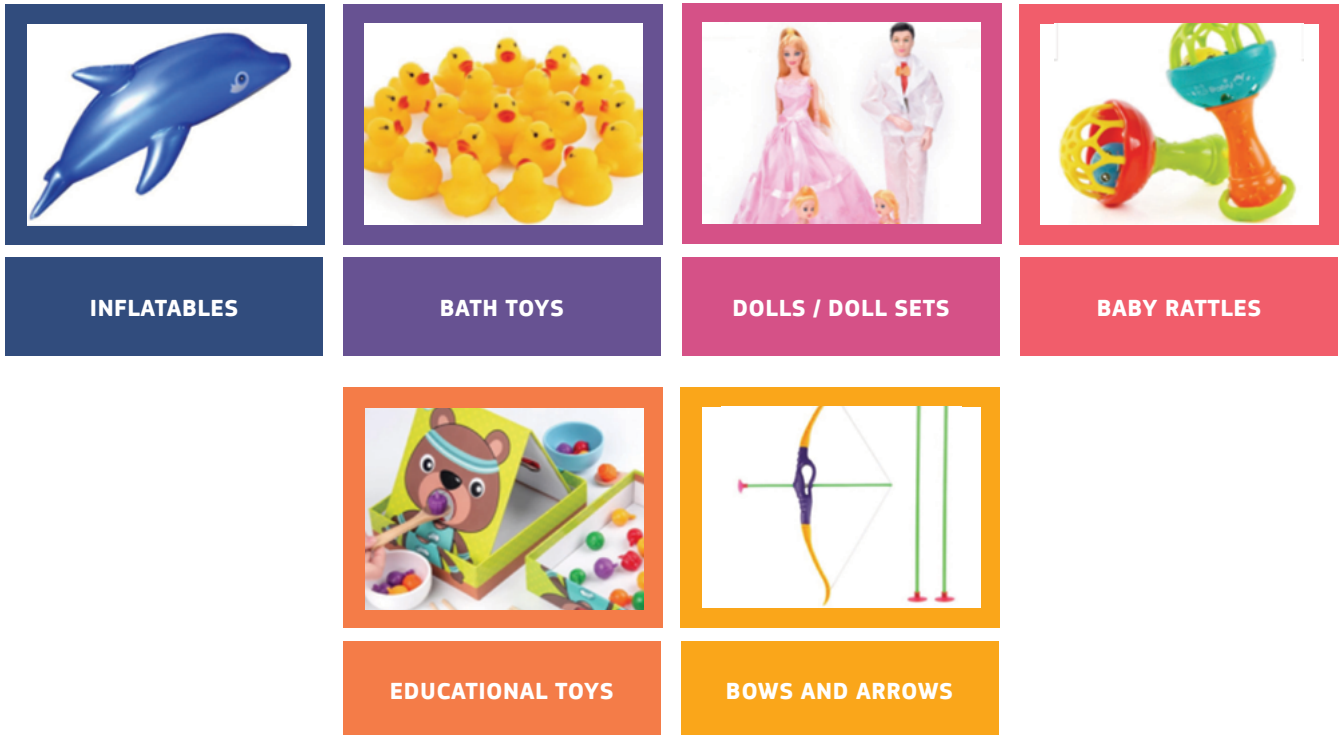 INFLATABLES
BATH TOYS
DOLLS / DOLL SETS
BABY RATTLES
EDUCATIONAL TOYS
BOWS AND ARROWS